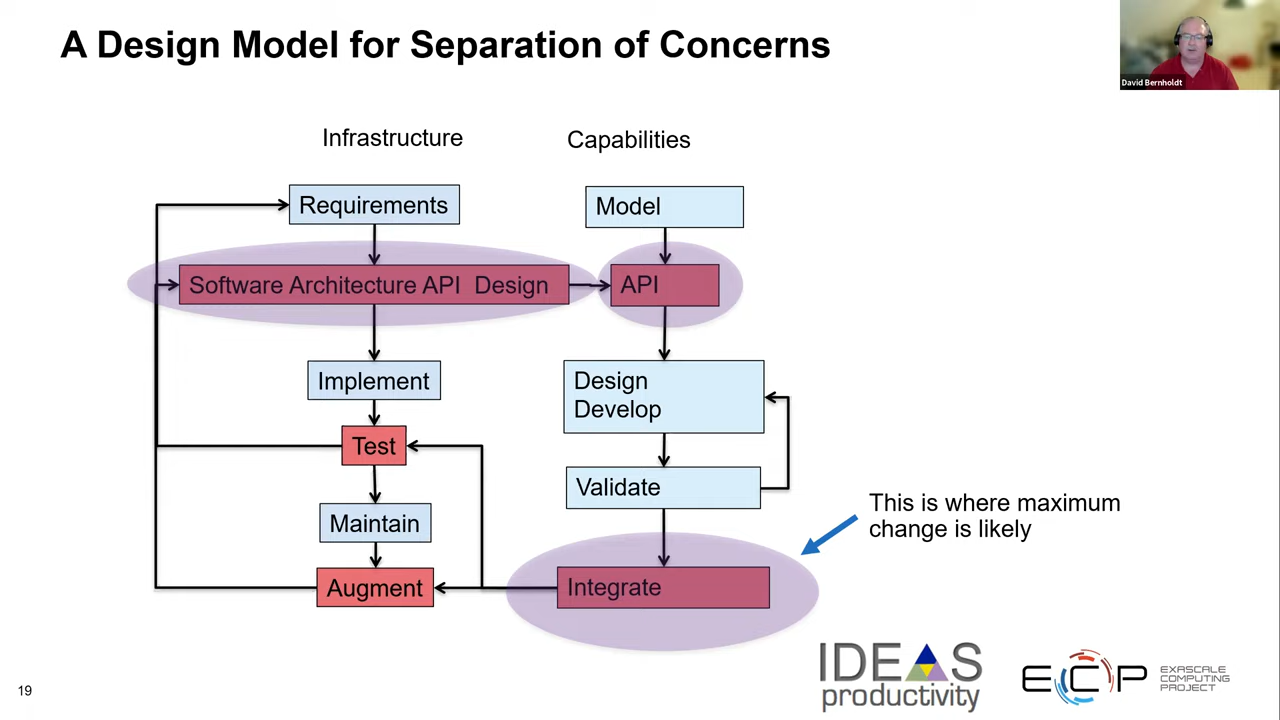 A Design Model for Separation of Concerns
David Bernholdt
Infrastructure
Capabilities
Requirements
Model
Software Architecture API Design
API
Implement
Design
Develop
Test
Validate
Maintain
This is where maximum
change is likely
Augment
Integrate
IDEAS
productivity
ECP
EXASCALE
COMPUTING
PROJECT
19